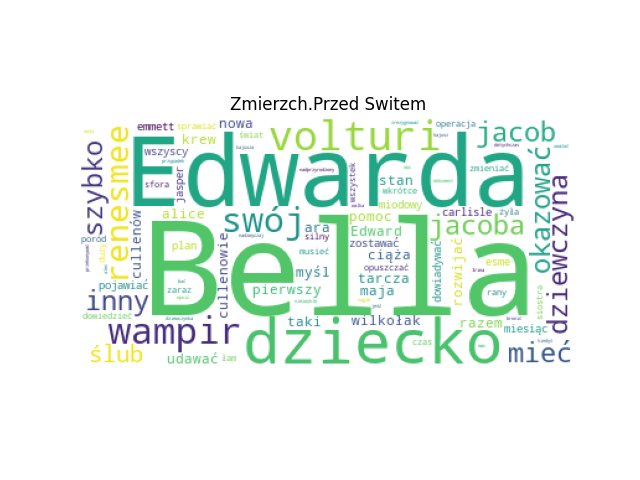 Zmierzch.Przed Switem
emmett
sprawiać
nowa
operacja
krew
świat
volturi
jacob
Edwarda
szybko
renesmee
wszyscy
sfora
jasper
wszystek
stan
wkrótce
zmieniać
okazować
dziewczyna
alice
swój
ara
silny
pomoc
miodowy
Edward
.carlisle
żyła
jacoba
poród
cullenów
plan
cullenowie
Bella
zostawać
ciąża
musieć
myśl
opuszczać
tarcza
dowiadywać
rozwijać
esme
pojawiać
zaraz
pierwszy
maja
rany
siostra
inny
domiedzieć
wampir
taki
wilkołak
razem
miesiąc
ślub
udawać
łam
dziecko
czas
mieć